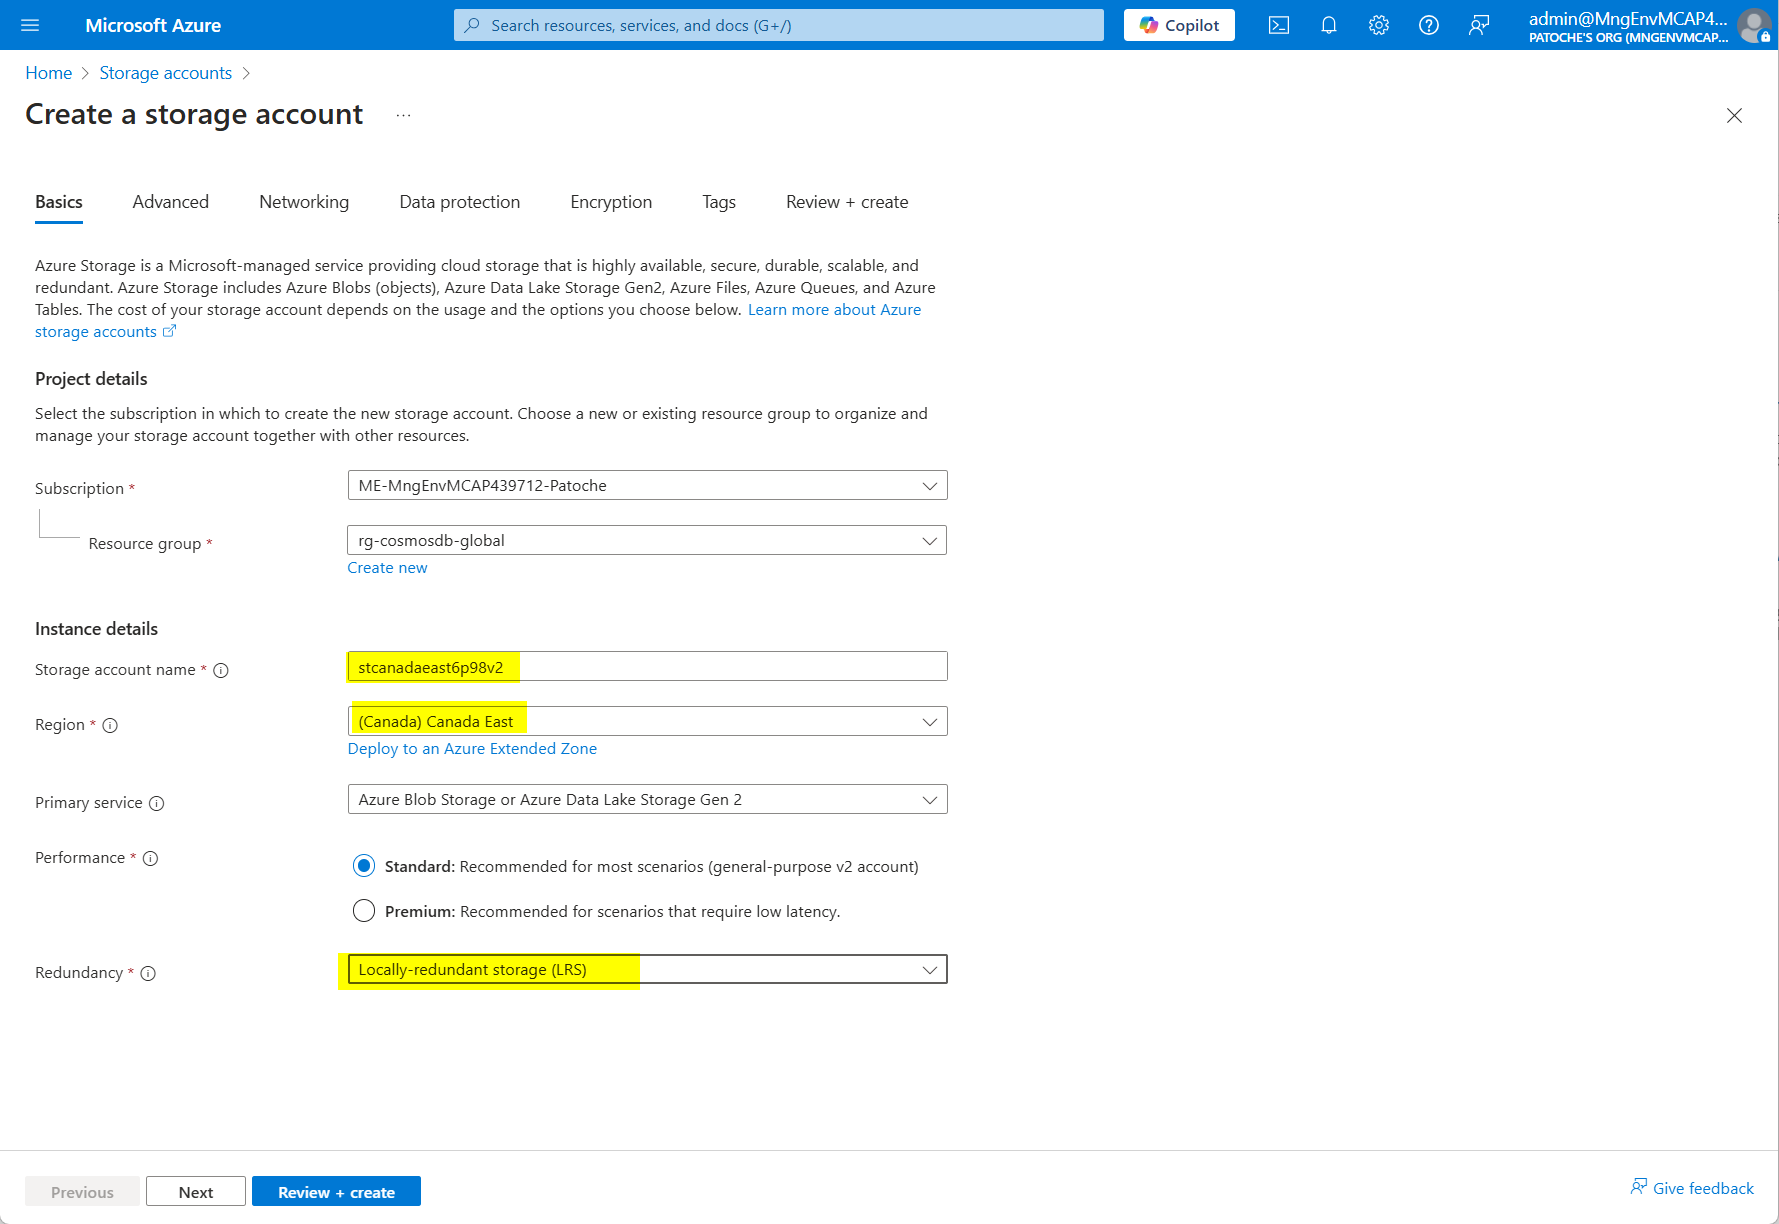 Microsoft Azure
Search resources, services, and docs (G+/)
Copilot
admin@MngEnvMCAP4...
PATOCHE'S ORG (MNGENVMCAP...
Home > Storage accounts >
Create a storage account ...
Basics Advanced Networking Data protection Encryption Tags Review + create
Azure Storage is a Microsoft-managed service providing cloud storage that is highly available, secure, durable, scalable, and
redundant. Azure Storage includes Azure Blobs (objects), Azure Data Lake Storage Gen2, Azure Files, Azure Queues, and Azure
Tables. The cost of your storage account depends on the usage and the options you choose below. Learn more about Azure
storage accounts
Project details
Select the subscription in which to create the new storage account. Choose a new or existing resource group to organize and
manage your storage account together with other resources.
Subscription *
ME-MngEnvMCAP439712-Patoche
Resource group *
rg-cosmosdb-global
Create new
Instance details
Storage account name *
stcanadaeast6p98v2
Region *
(Canada) Canada East
Deploy to an Azure Extended Zone
Primary service
Azure Blob Storage or Azure Data Lake Storage Gen 2
Performance *
Standard: Recommended for most scenarios (general-purpose v2 account)
Premium: Recommended for scenarios that require low latency.
Redundancy *
Locally-redundant storage (LRS)
Previous
Next
Review + create
Give feedback